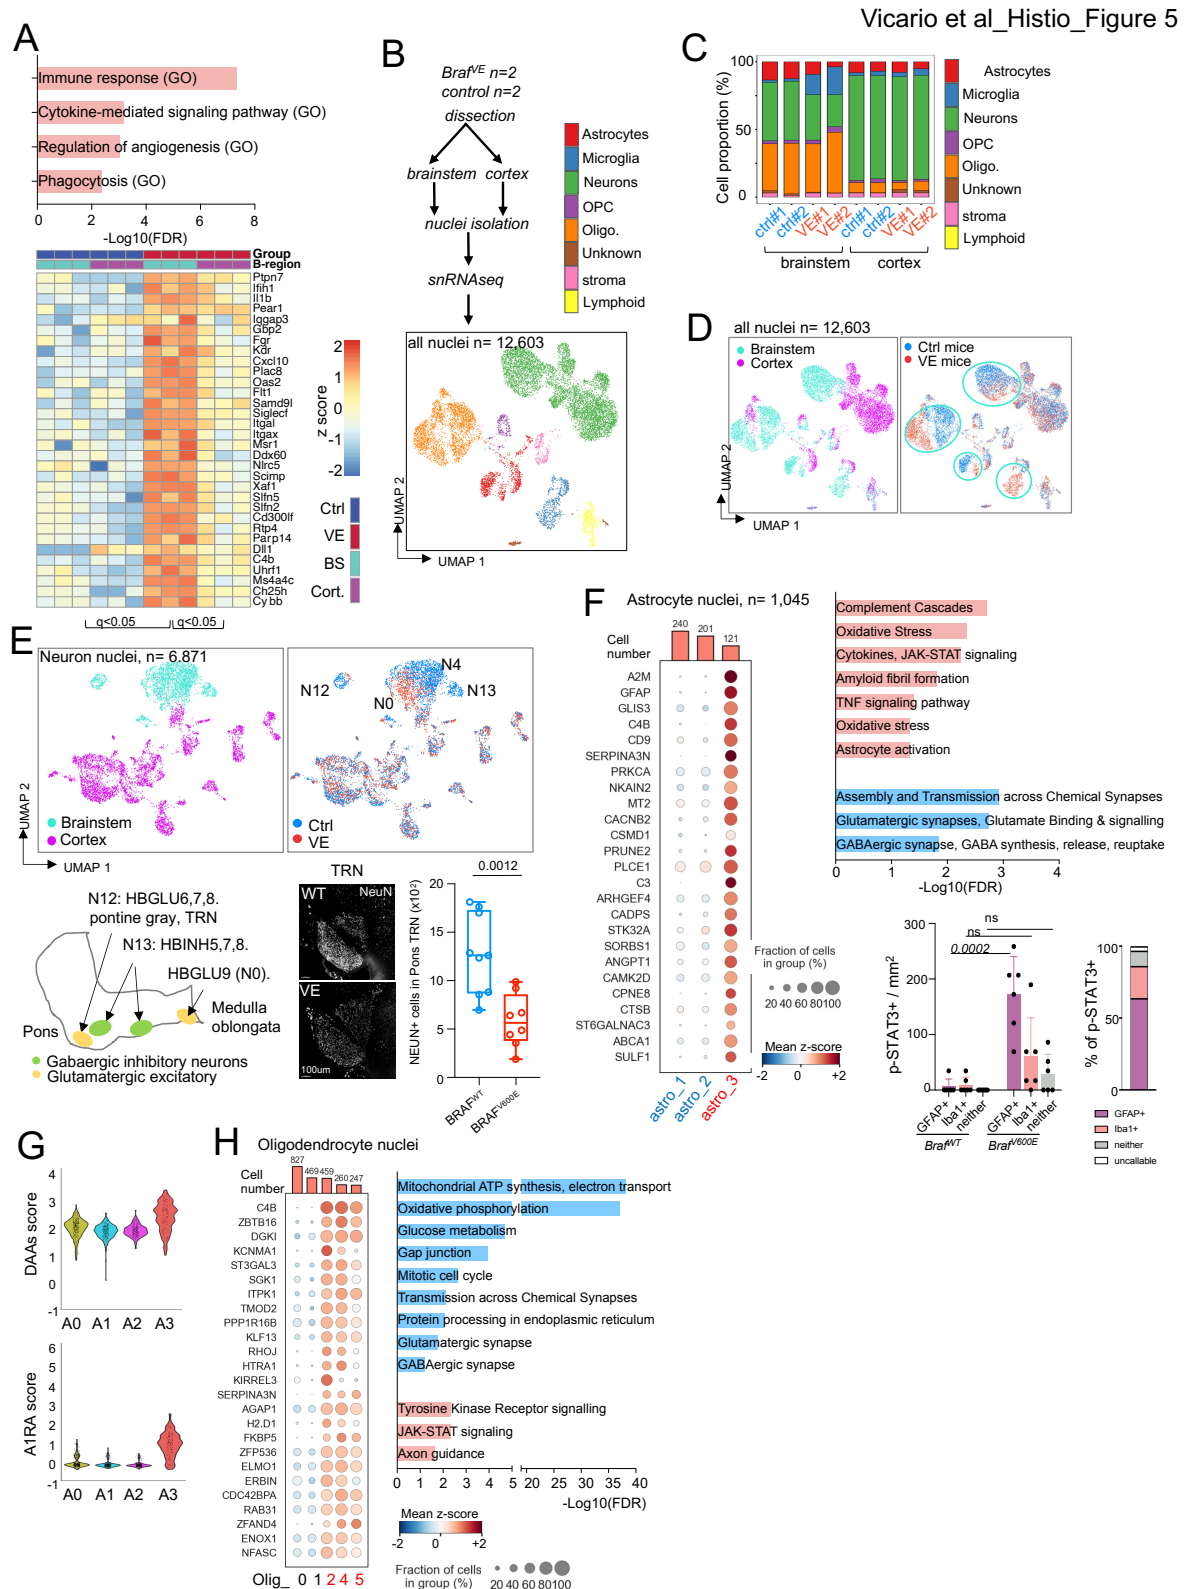 Vicario et al_Histio_Figure 5
A
Immune response (GO)
Cytokine-mediated signaling pathway (GO)
Regulation of angiogenesis (GO)
Phagocytosis (GO)
0 2 4 6 8
-Log10(FDR)
Group
B-region
Ptpn7
Ifih1
Il1b
Pear1
Iqgap3
Gbp2
Fgr
Kdr
Cxcl10
Plac8
Oas2
Flt1
Samd9l
Siglecf
Itgal
Itgax
Msr1
Ddx60
Nlrc5
Scimp
Xaf1
Slfn5
Slfn2
Cd300lf
Rtp4
Parp14
Dll1
C4b
Uhrf1
Ms4a4c
Ch25h
Cybb
q<0.05 q<0.05
2
1
0
-1
-2
z score
Ctrl
VE
BS
Cort.
B
Braf^VE n=2
control n=2
dissection
brainstem cortex
nuclei isolation
snRNAseq
Astrocytes
Microglia
Neurons
OPC
Oligo.
Unknown
stroma
Lymphoid
all nuclei n= 12,603
UMAP 2
UMAP 1
C
Cell proportion (%)
100
50
0
ctrl#1 ctrl#2 VE#1 VE#2 ctrl#1 ctrl#2 VE#1 VE#2
brainstem cortex
Astrocytes
Microglia
Neurons
OPC
Oligo.
Unknown
stroma
Lymphoid
D
all nuclei n= 12,603
Brainstem
Cortex
Ctrl mice
VE mice
UMAP 2
UMAP 1
E
Neuron nuclei, n= 6.871
Brainstem
Cortex
UMAP 2
UMAP 1
N4
N12
N13
N0
Ctrl
VE
N12: HBGLU6,7,8.
pontine gray, TRN
N13: HBINH5,7,8.
HBGLU9 (N0).
Medulla
oblongata
Pons
Gabaergic inhibitory neurons
Glutamatergic excitatory
TRN
WT
NeuN
VE
100um
NEUN+ cells in Pons TRN (x10²)
20
15
10
5
0
0.0012
BRAF^WT
BRAF^V600E
F
Astrocyte nuclei, n= 1,045
Cell
number
240 201 121
A2M
GFAP
GLIS3
C4B
CD9
SERPINA3N
PRKCA
NKAIN2
MT2
CACNB2
CSMD1
PRUNE2
PLCE1
C3
ARHGEF4
CADPS
STK32A
SORBS1
ANGPT1
CAMK2D
CPNE8
CTSB
ST6GALNAC3
ABCA1
SULF1
astro_1 astro_2 astro_3
Fraction of cells
in group (%)
20 40 60 80100
Mean z-score
-2 0 +2
Complement Cascades
Oxidative Stress
Cytokines, JAK-STAT signaling
Amyloid fibril formation
TNF signaling pathway
Oxidative stress
Astrocyte activation
Assembly and Transmission across Chemical Synapses
Glutamatergic synapses, Glutamate Binding & signalling
GABAergic synapse, GABA synthesis, release, reuptake
0 1 2 3 4
-Log10(FDR)
p-STAT3+ / mm²
300
200
100
0
ns
ns
0.0002
GFAP+ Iba1+ neither GFAP+ Iba1+ neither
Braf^WT Braf^V600E
% of p-STAT3+
100
50
0
GFAP+
Iba1+
neither
uncallable
G
DAAs score
4
3
2
1
0
-1
A0 A1 A2 A3
A1RA score
6
5
4
3
2
1
0
-1
A0 A1 A2 A3
H
Oligodendrocyte nuclei
Cell
number
827 469 459 260 247
C4B
ZBTB16
DGKI
KCNMA1
ST3GAL3
SGK1
ITPK1
TMOD2
PPP1R16B
KLF13
RHOJ
HTRA1
KIRREL3
SERPINA3N
AGAP1
H2.D1
FKBP5
ZFP536
ELMO1
ERBIN
CDC42BPA
RAB31
ZFAND4
ENOX1
NFASC
Olig_ 0 1 2 4 5
Mitochondrial ATP synthesis, electron transport
Oxidative phosphorylation
Glucose metabolism
Gap junction
Mitotic cell cycle
Transmission across Chemical Synapses
Protein processing in endoplasmic reticulum
Glutamatergic synapse
GABAergic synapse
Tyrosine Kinase Receptor signalling
JAK-STAT signaling
Axon guidance
0 1 2 3 4 5 20 25 30 35 40
-Log10(FDR)
Mean z-score
-2 0 +2
Fraction of cells
in group (%)
20 40 60 80100